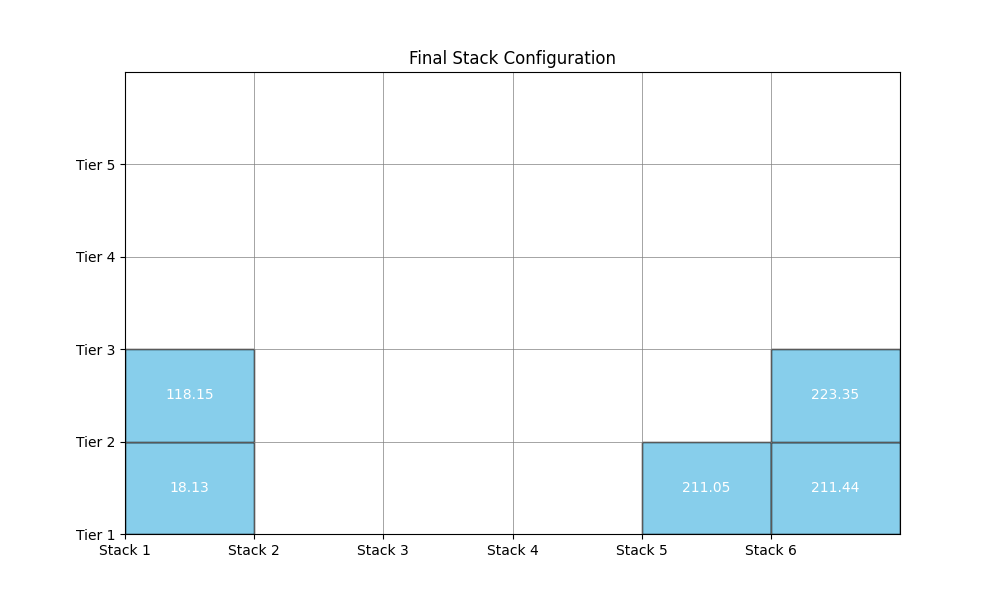 Final Stack Configuration
Tier 5
Tier 4
Tier 3
118.15
223.35
Tier 2
18.13
211.05
211.44
Tier 1
Stack 1
Stack 2
Stack 3
Stack 4
Stack 5
Stack 6